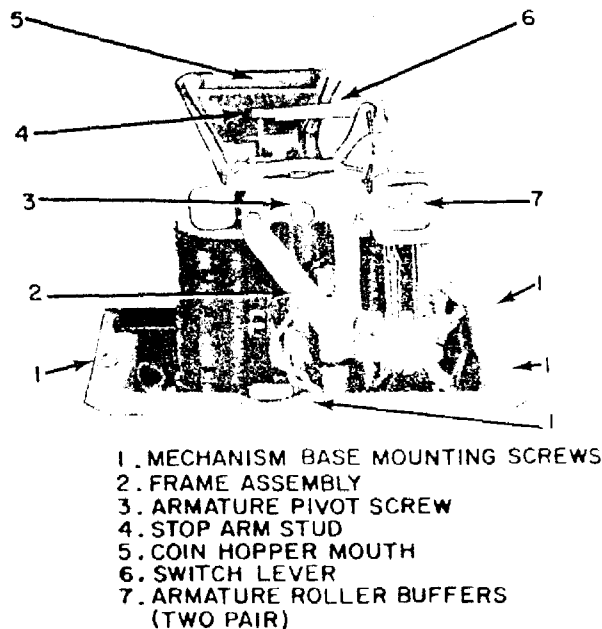 5
6
4
3
7
2
1
1
1
1
1. MECHANISM BASE MOUNTING SCREWS
2. FRAME ASSEMBLY
3. ARMATURE PIVOT SCREW
4. STOP ARM STUD
5. COIN HOPPER MOUTH
6. SWITCH LEVER
7. ARMATURE ROLLER BUFFERS
(TWO PAIR)